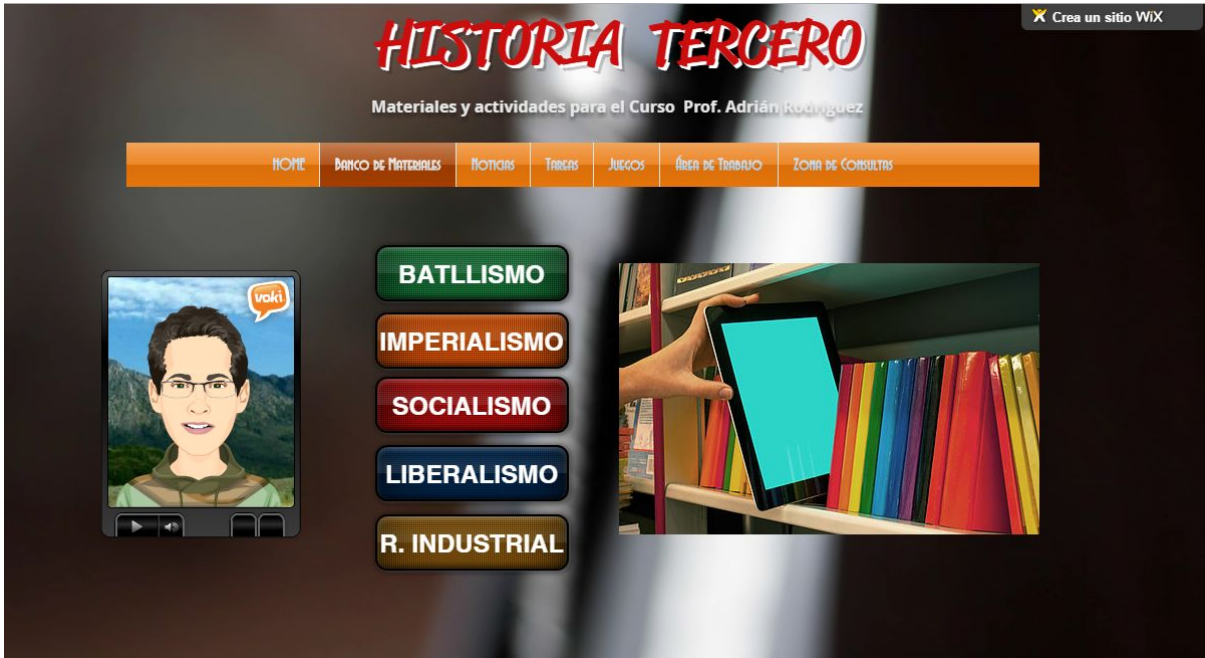 Crea un sitio WiX
HISTORIA TERCERO
Materiales y actividades para el Curso Prof. Adrián Rodríguez
HOME Banco de Materiales Noticias Tareas Juegos Área de Trabajo Zona de Consultas
voki
BATLLISMO
IMPERIALISMO
SOCIALISMO
LIBERALISMO
R. INDUSTRIAL